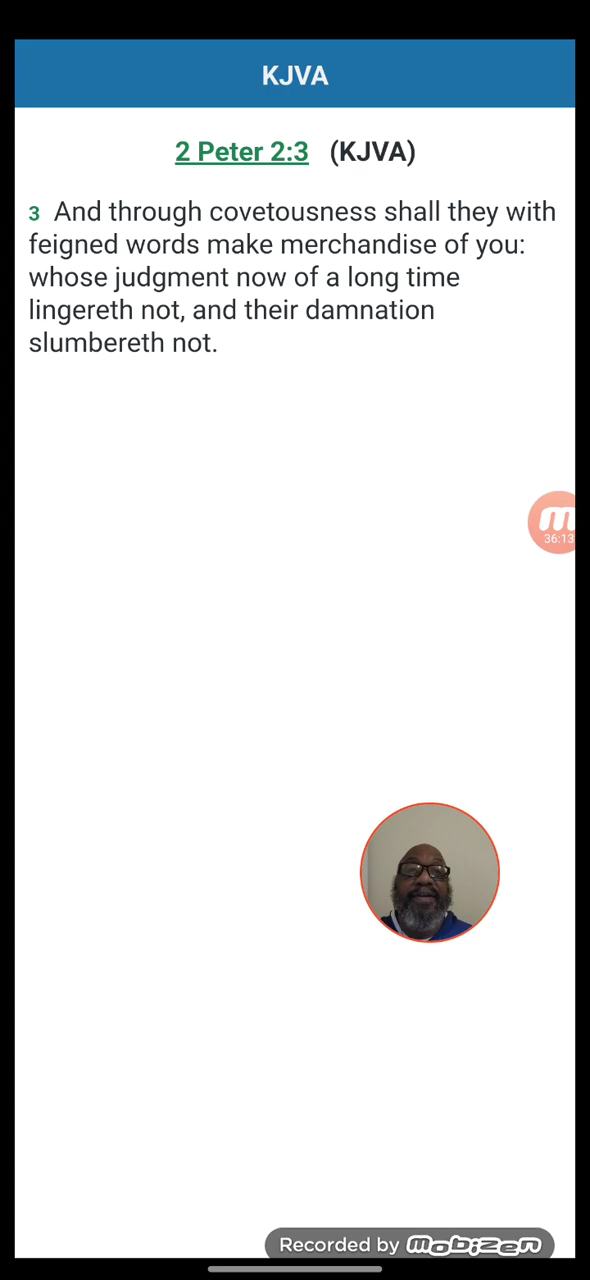 KJVA
2 Peter 2:3 (KJVA)
3 And through covetousness shall they with
feigned words make merchandise of you:
whose judgment now of a long time
lingereth not, and their damnation
slumbereth not.
m
36:13
Recorded by mobizen